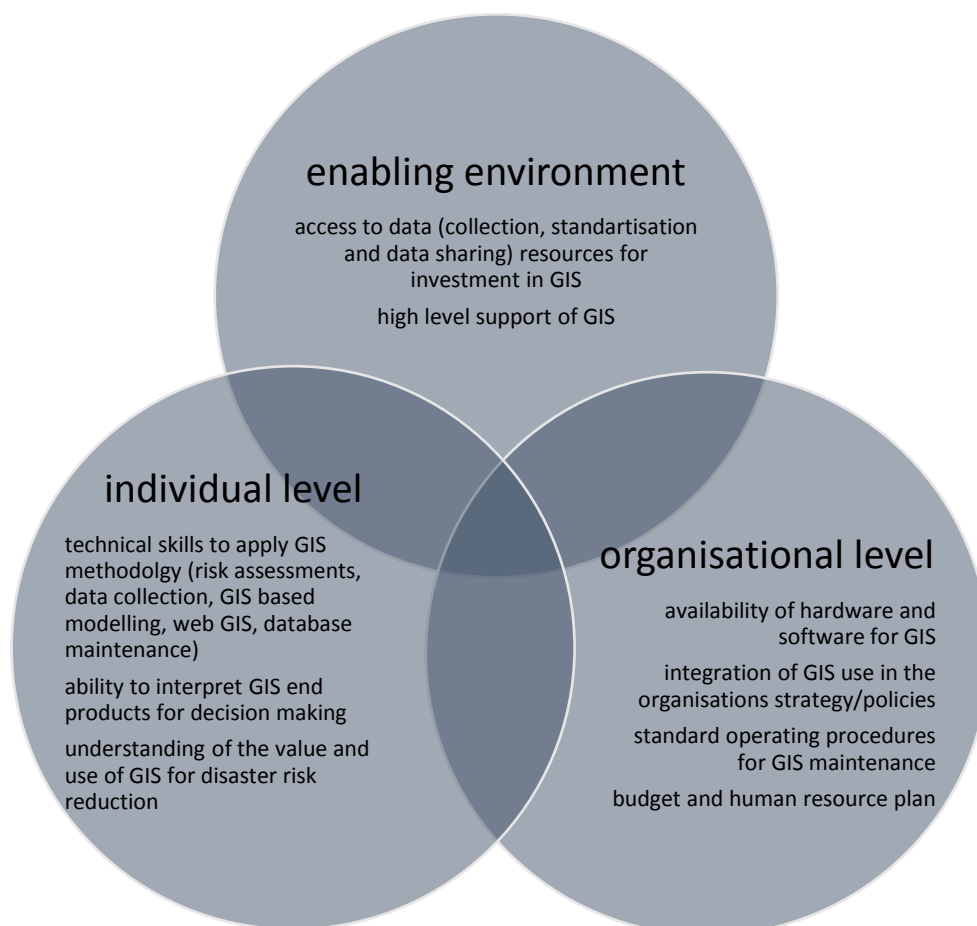 enabling environment
access to data (collection, standartisation
and data sharing) resources for
investment in GIS
high level support of GIS
individual level
technical skills to apply GIS
methodolgy (risk assessments,
data collection, GIS based
modelling, web GIS, database
maintenance)
ability to interpret GIS end
products for decision making
understanding of the value and
use of GIS for disaster risk
reduction
organisational level
availability of hardware and
software for GIS
integration of GIS use in the
organisations strategy/policies
standard operating procedures
for GIS maintenance
budget and human resource plan